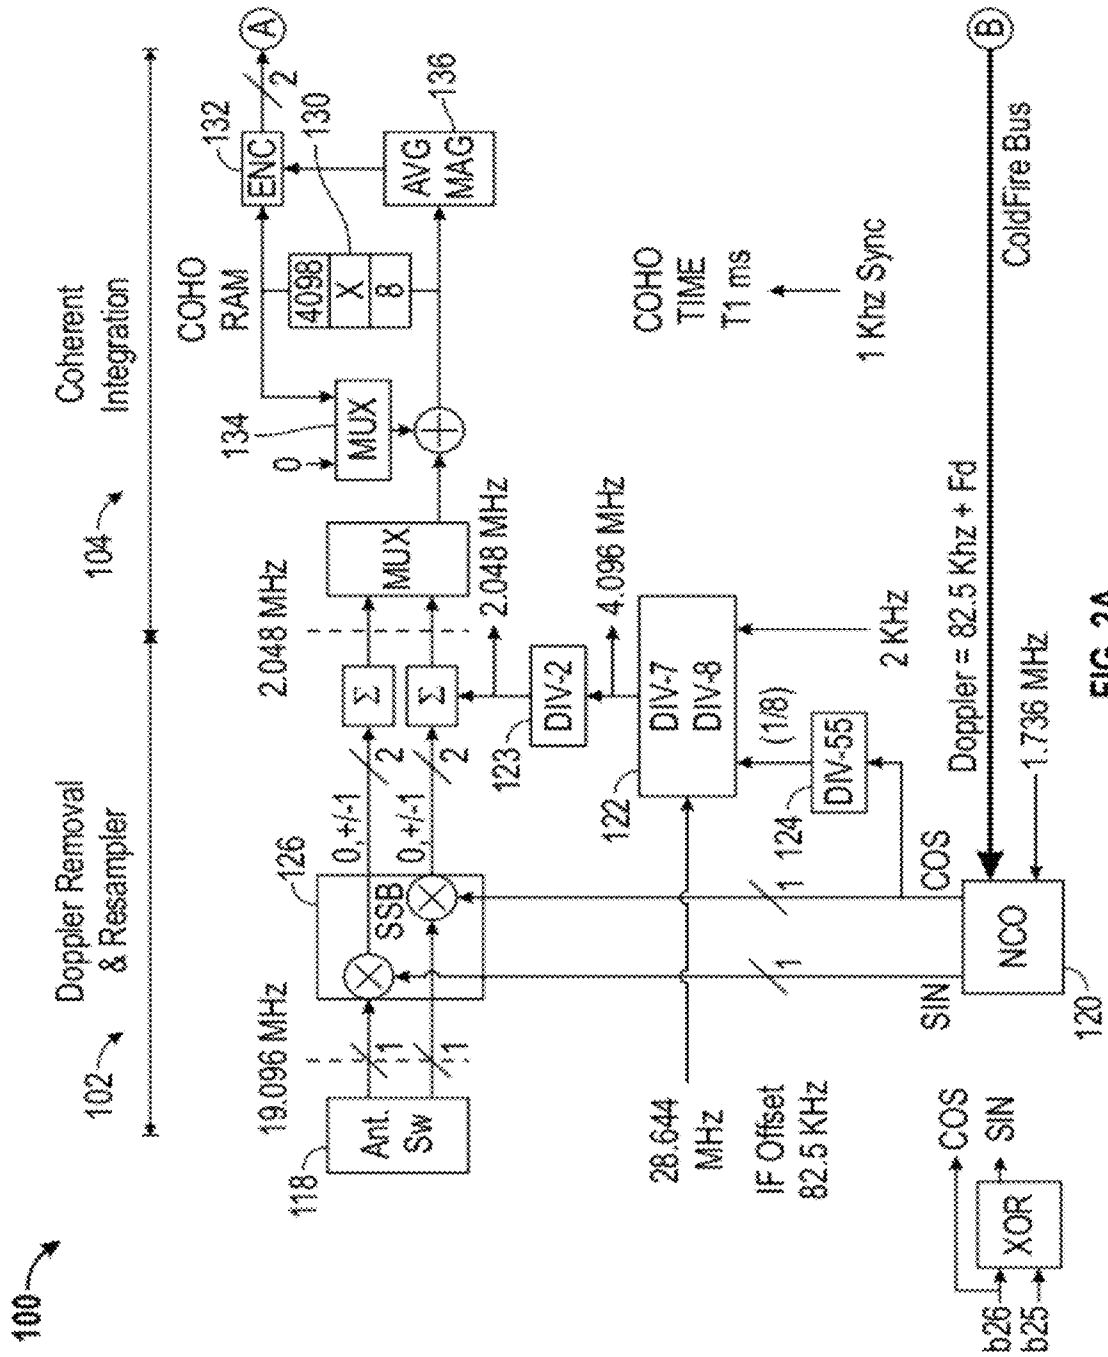 100
102
Doppler Removal
& Resampler
104
Coherent
Integration
19.096 MHz
2.048 MHz
COHO
RAM
118
Ant.
Sw
1
1
126
SSB
0,+/-1
0,+/-1
2
2
Σ
Σ
MUX
0
134
MUX
4098
X
8
130
132
ENC
2
A
AVG
MAG
136
2.048 MHz
123
DIV-2
4.096 MHz
28.644
MHz
122
DIV-7
DIV-8
(1/8)
2 KHz
124
DIV-55
IF Offset
82.5 KHz
COHO
TIME
T1 ms
1 Khz Sync
1
1
SIN
COS
NCO
120
1.736 MHz
Doppler = 82.5 Khz + Fd
ColdFire Bus
B
b26
b25
XOR
COS
SIN